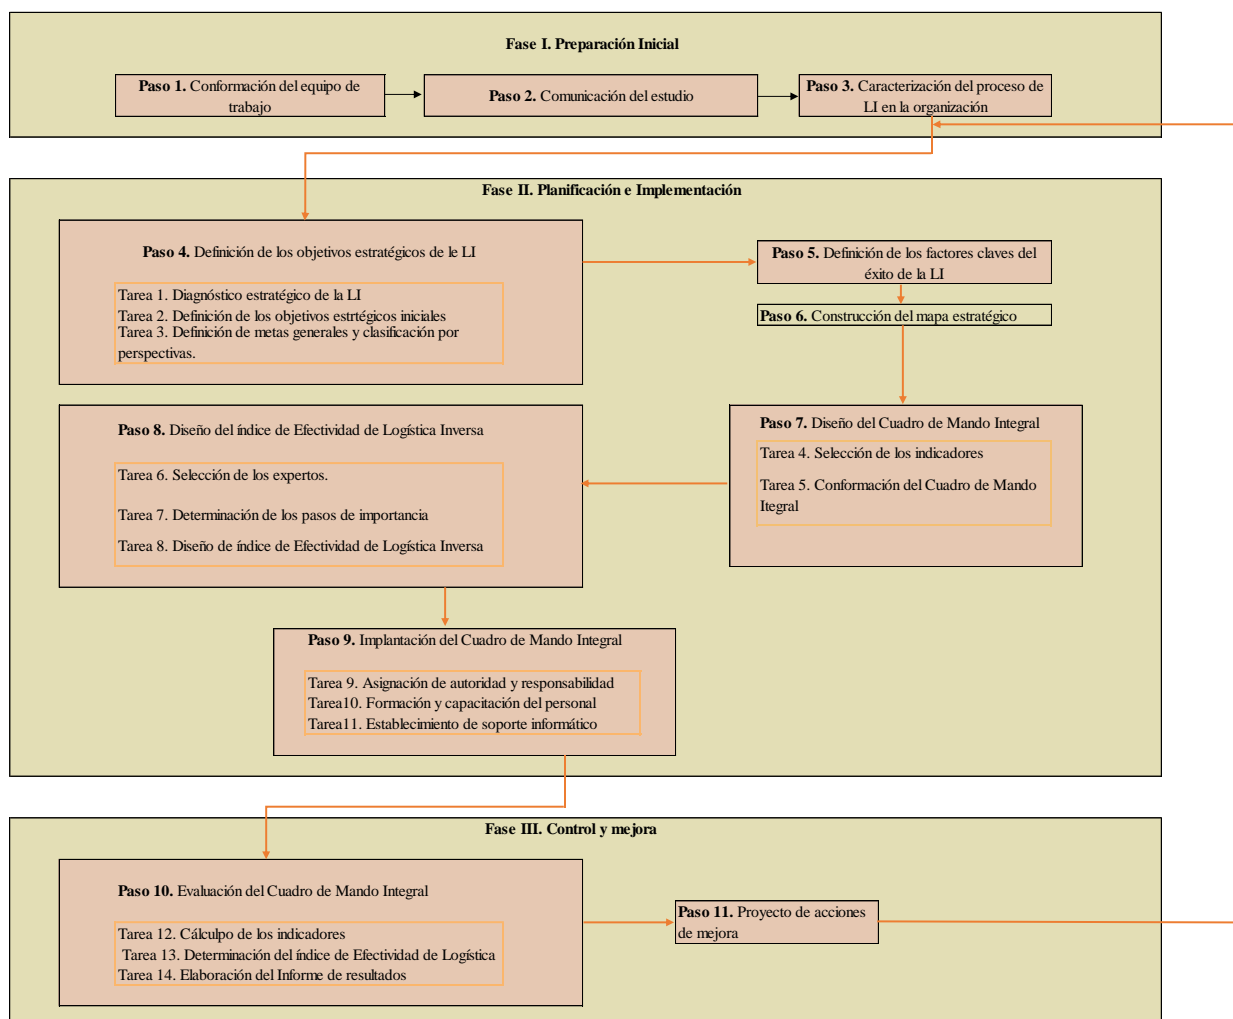 Fase I. Preparación Inicial
Paso 1. Conformación del equipo de
trabajo
Paso 2. Comunicación del estudio
Paso 3. Caracterización del proceso de
LI en la organización
Fase II. Planificación e Implementación
Paso 4. Definición de los objetivos estratégicos de le LI
Tarea 1. Diagnóstico estratégico de la LI
Tarea 2. Definición de los objetivos estrtégicos iniciales
Tarea 3. Definición de metas generales y clasificación por
perspectivas.
Paso 5. Definición de los factores claves del
éxito de la LI
Paso 6. Construcción del mapa estratégico
Paso 7. Diseño del Cuadro de Mando Integral
Tarea 4. Selección de los indicadores
Tarea 5. Conformación del Cuadro de Mando
Itegral
Paso 8. Diseño del índice de Efectividad de Logística Inversa
Tarea 6. Selección de los expertos.
Tarea 7. Determinación de los pasos de importancia
Tarea 8. Diseño de índice de Efectividad de Logística Inversa
Paso 9. Implantación del Cuadro de Mando Integral
Tarea 9. Asignación de autoridad y responsabilidad
Tarea10. Formación y capacitación del personal
Tarea11. Establecimiento de soporte informático
Fase III. Control y mejora
Paso 10. Evaluación del Cuadro de Mando Integral
Tarea 12. Cálculpo de los indicadores
Tarea 13. Determinación del índice de Efectividad de Logística
Tarea 14. Elaboración del Informe de resultados
Paso 11. Proyecto de acciones
de mejora